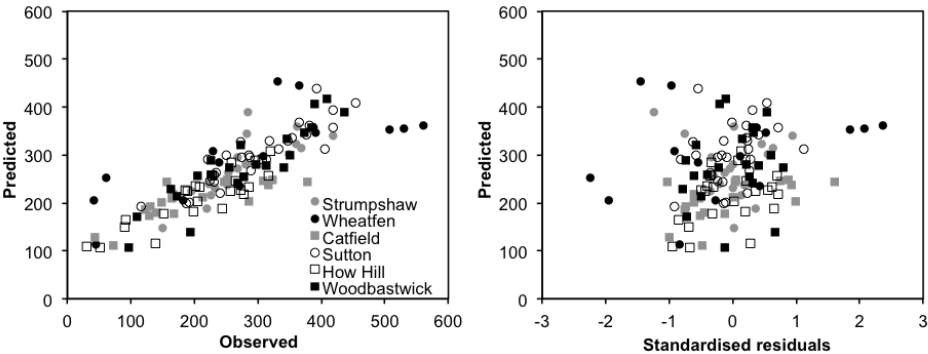 600
500
400
300
200
100
0
Predicted
Strumpshaw
Wheatfen
Catfield
Sutton
How Hill
Woodbastwick
0 100 200 300 400 500 600
Observed
600
500
400
300
200
100
0
Predicted
-3 -2 -1 0 1 2 3
Standardised residuals